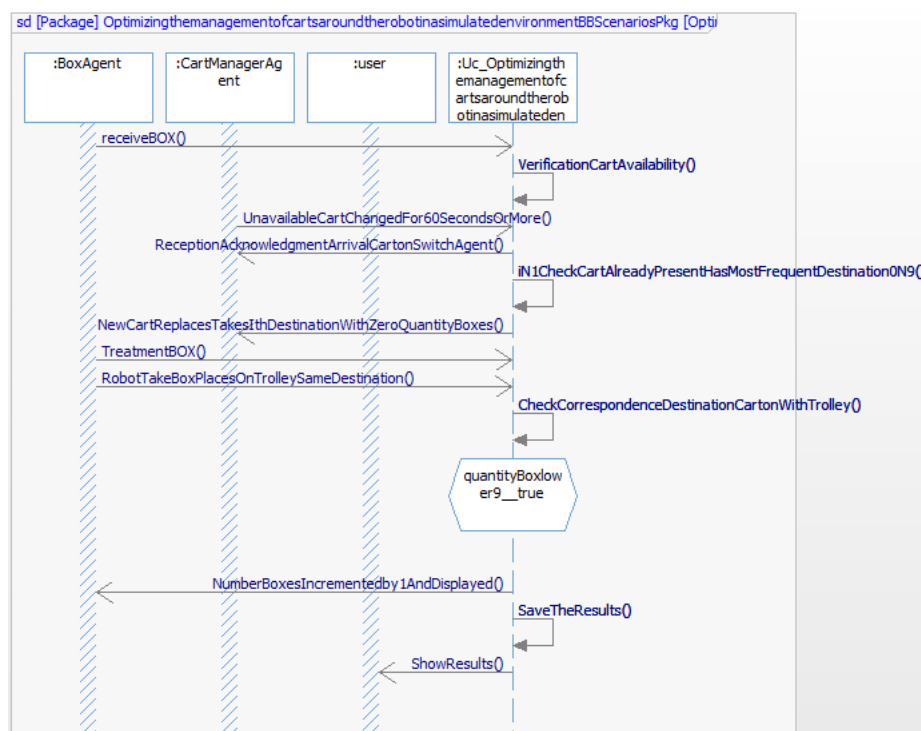 sd [Package] OptimizingthemanagementofcartsaroundtherobotinasimulatedenvironmentBBScenariosPkg [Opti
:BoxAgent
:CartManagerAg
ent
:user
:Uc_Optimizingth
emanagementofc
artsaroundtherob
otinasimulateden
receiveBOX()
VerificationCartAvailability()
UnavailableCartChangedFor60SecondsOrMore()
ReceptionAcknowledgmentArrivalCartonSwitchAgent()
iN1CheckCartAlreadyPresentHasMostFrequentDestination0N9()
NewCartReplacesTakesIthDestinationWithZeroQuantityBoxes()
TreatmentBOX()
RobotTakeBoxPlacesOnTrolleySameDestination()
CheckCorrespondenceDestinationCartonWithTrolley()
quantityBoxlow
er9__true
NumberBoxesIncrementedby1AndDisplayed()
SaveTheResults()
ShowResults()